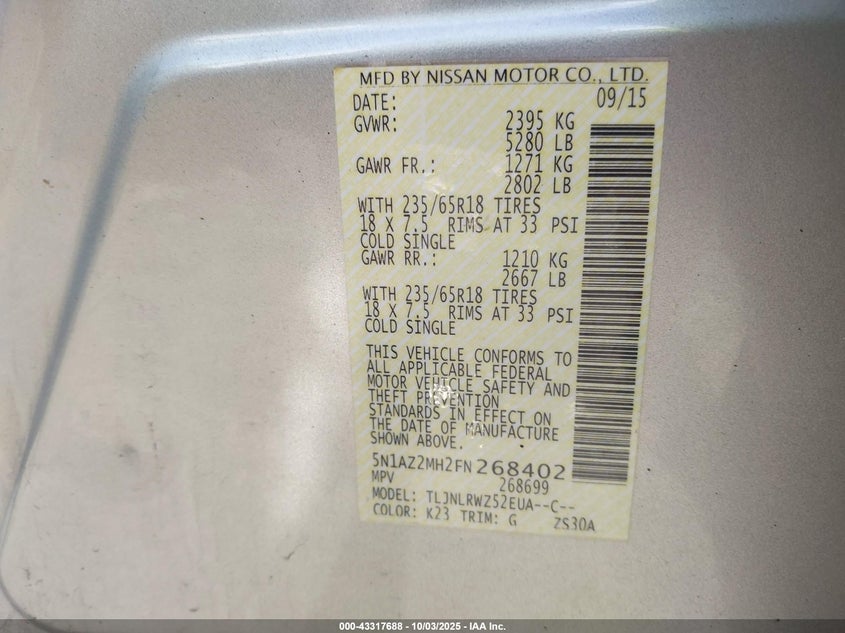 MFD BY NISSAN MOTOR CO., LTD.
DATE: 09/15
GVWR: 2395 KG
5280 LB
GAWR FR.: 1271 KG
2802 LB
WITH 235/65R18 TIRES
18 X 7.5 RIMS AT 33 PSI
COLD SINGLE
GAWR RR.: 1210 KG
2667 LB
WITH 235/65R18 TIRES
18 X 7.5 RIMS AT 33 PSI
COLD SINGLE
THIS VEHICLE CONFORMS TO
ALL APPLICABLE FEDERAL
MOTOR VEHICLE SAFETY AND
THEFT PREVENTION
STANDARDS IN EFFECT ON
THE DATE OF MANUFACTURE
SHOWN ABOVE.
5N1AZ2MH2FN268402
MPV 268699
MODEL: TLJNLRWZ52EUA--C--
COLOR: K23 TRIM: G ZS30A
000-43317688 - 10/03/2025 - IAA Inc.